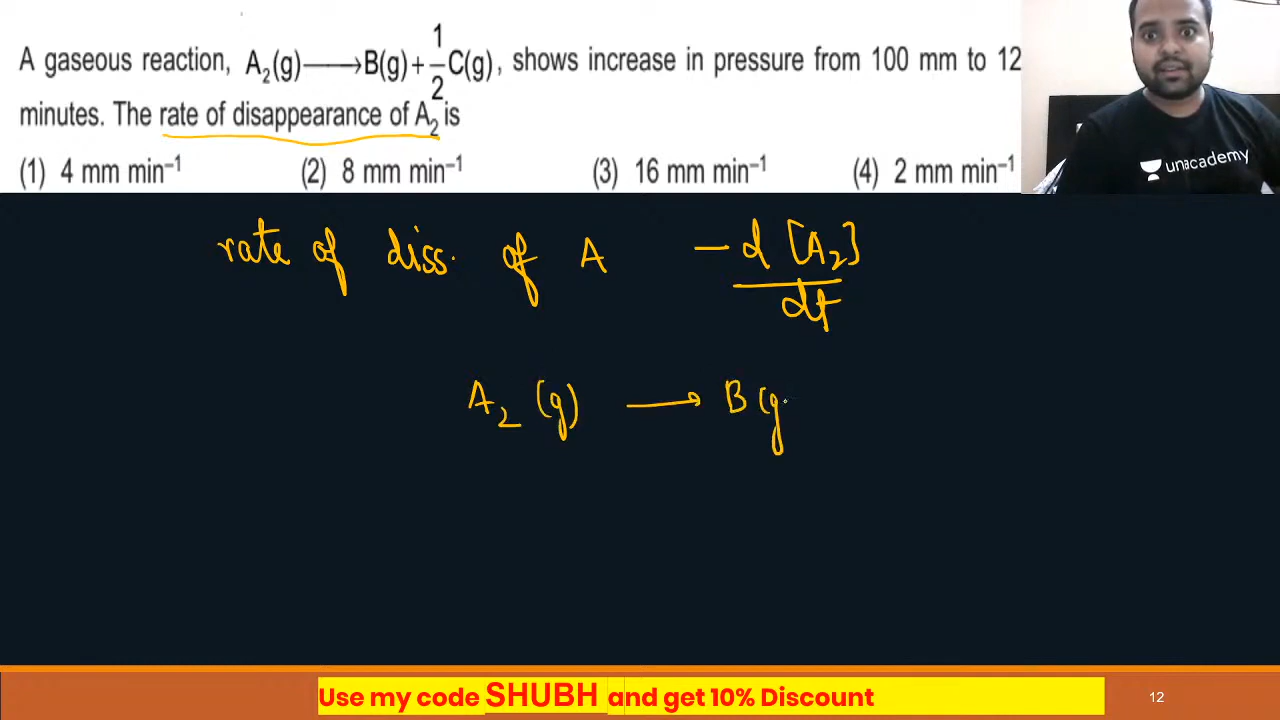 A gaseous reaction, A₂(g)⟶B(g)+1/2C(g), shows increase in pressure from 100 mm to 12
minutes. The rate of disappearance of A₂ is
(1) 4 mm min⁻¹ (2) 8 mm min⁻¹ (3) 16 mm min⁻¹ (4) 2 mm min⁻¹
unacademy
rate of diss. of A -d[A₂]/dt
A₂ (g) ⟶ B (g
Use my code SHUBH and get 10% Discount
12